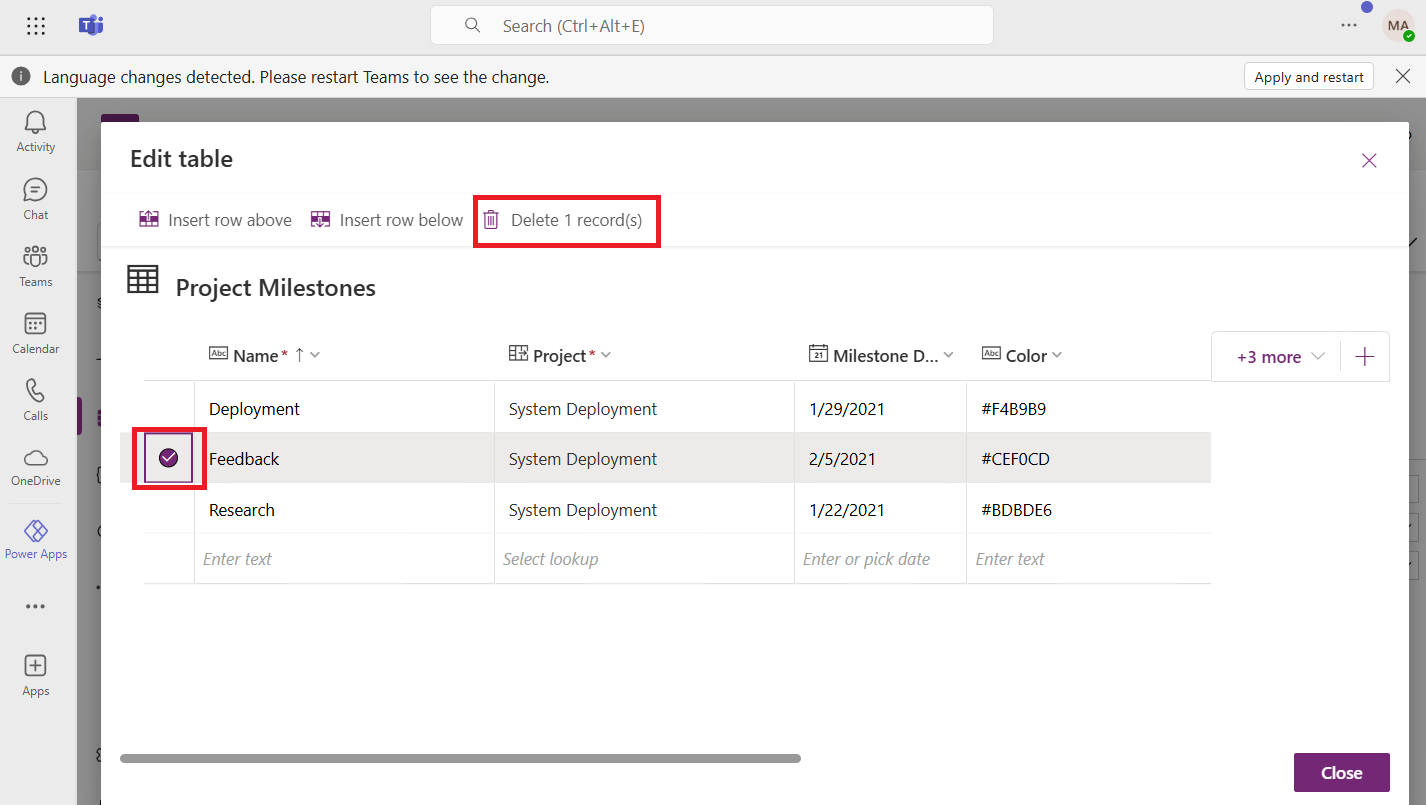 Search (Ctrl+Alt+E)
MA
Language changes detected. Please restart Teams to see the change.
Apply and restart
Activity
Chat
Teams
Calendar
Calls
OneDrive
Power Apps
Apps
Edit table
Insert row above Insert row below Delete 1 record(s)
Project Milestones
Abc Name* Project* 21 Milestone D... Abc Color +3 more
Deployment System Deployment 1/29/2021 #F4B9B9
Feedback System Deployment 2/5/2021 #CEF0CD
Research System Deployment 1/22/2021 #BDBDE6
Enter text Select lookup Enter or pick date Enter text
Close